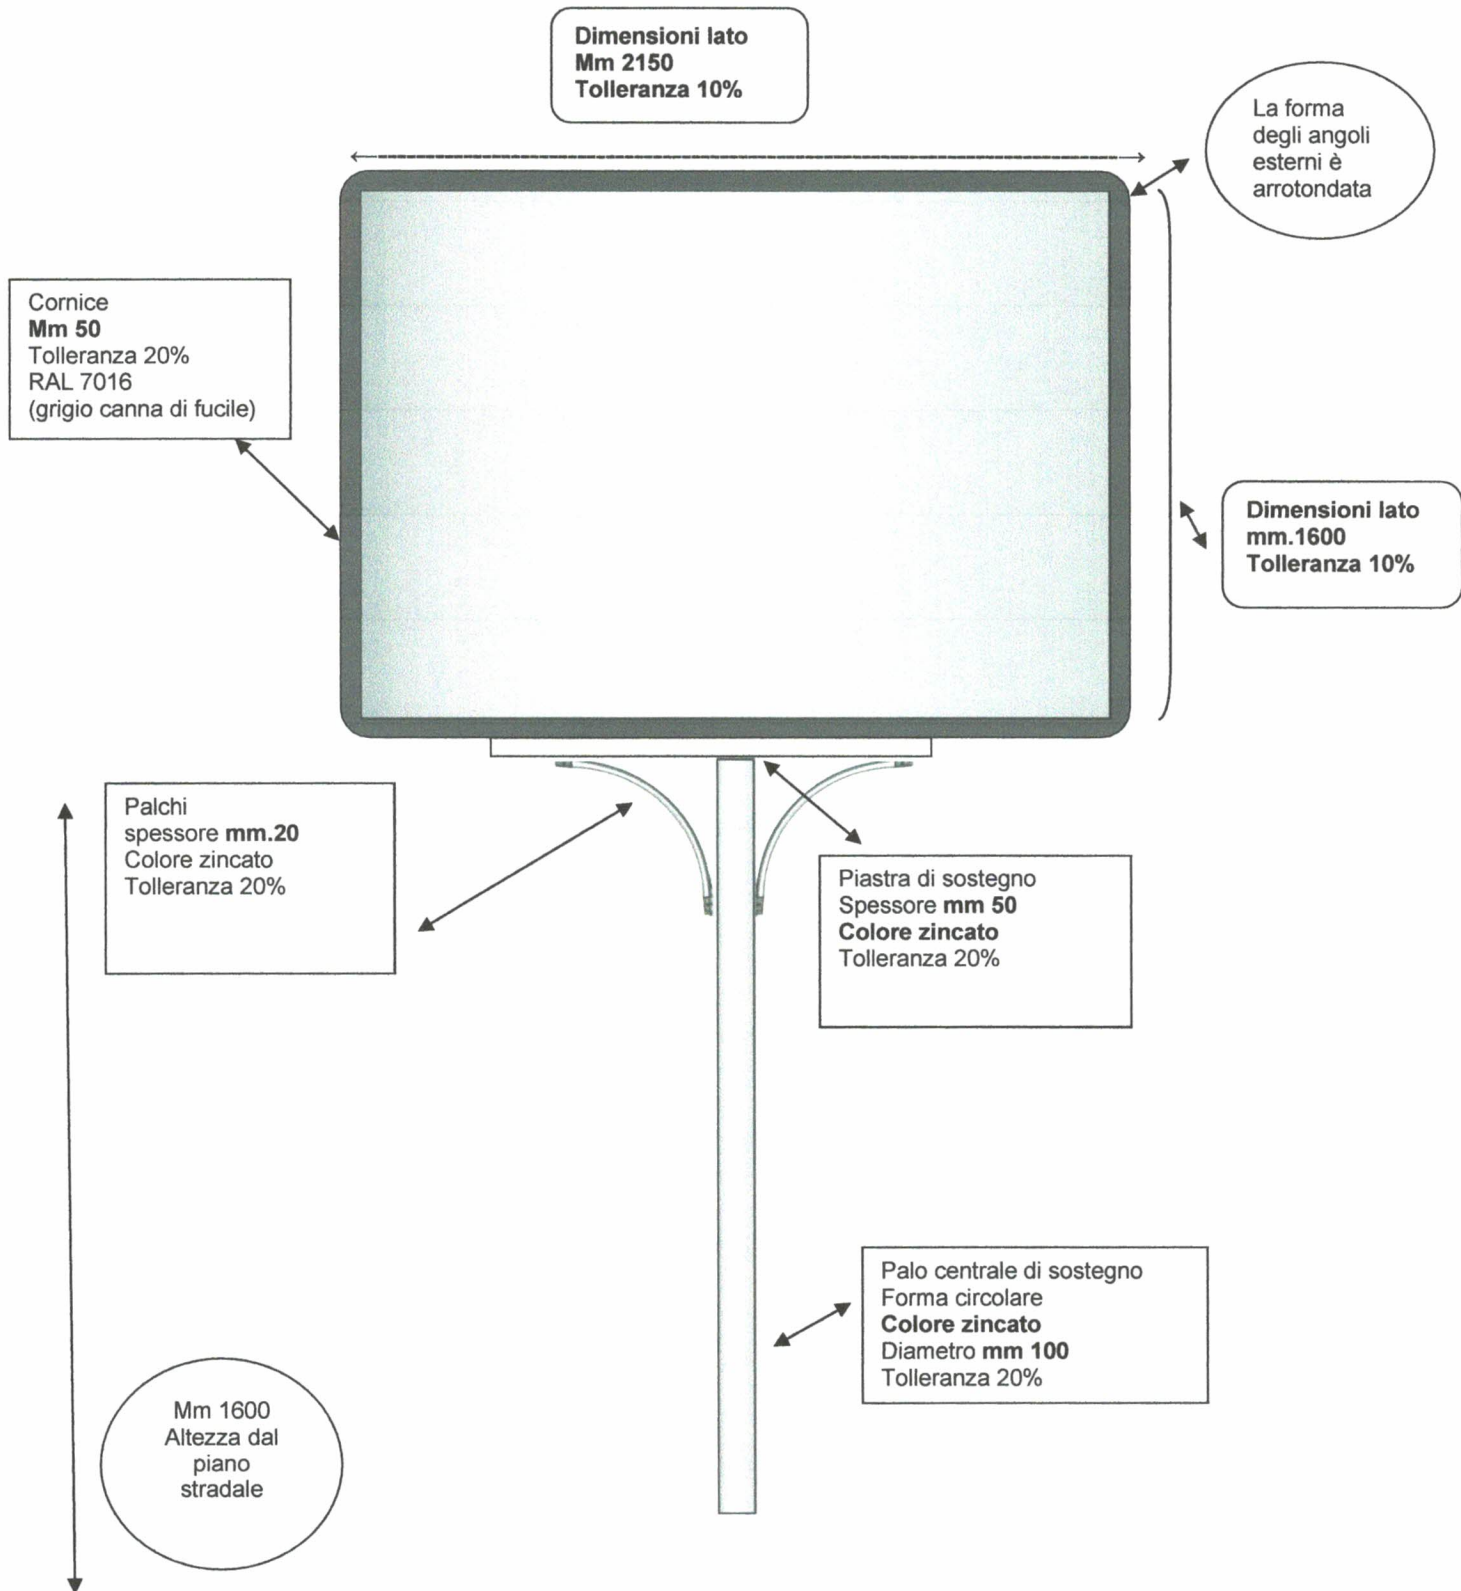 Dimensioni lato
Mm 2150
Tolleranza 10%
La forma
degli angoli
esterni è
arrotondata
Cornice
Mm 50
Tolleranza 20%
RAL 7016
(grigio canna di fucile)
Dimensioni lato
mm.1600
Tolleranza 10%
Palchi
spessore mm.20
Colore zincato
Tolleranza 20%
Piastra di sostegno
Spessore mm 50
Colore zincato
Tolleranza 20%
Palo centrale di sostegno
Forma circolare
Colore zincato
Diametro mm 100
Tolleranza 20%
Mm 1600
Altezza dal
piano
stradale